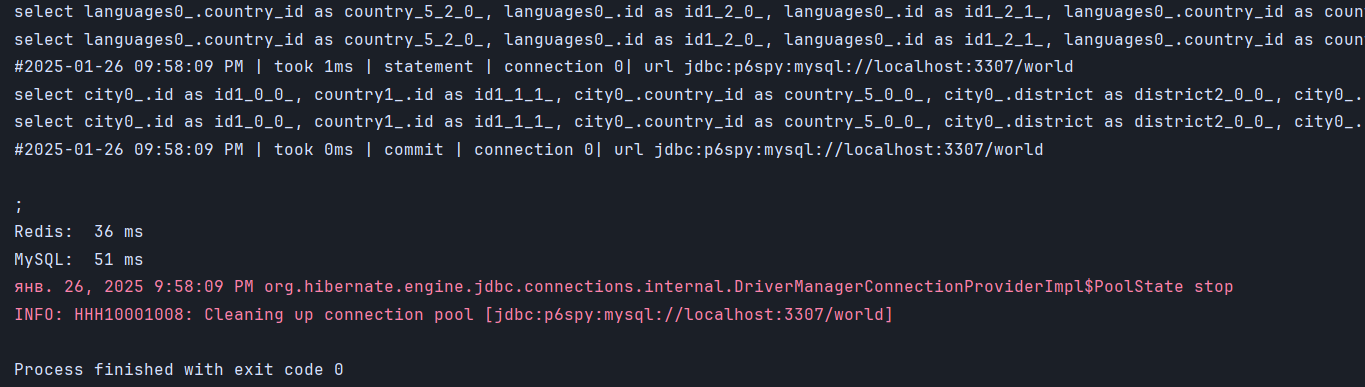 select languages0_.country_id as country_5_2_0_, languages0_.id as id1_2_0_, languages0_.id as id1_2_1_, languages0_.country_id as coun
select languages0_.country_id as country_5_2_0_, languages0_.id as id1_2_0_, languages0_.id as id1_2_1_, languages0_.country_id as coun
#2025-01-26 09:58:09 PM | took 1ms | statement | connection 0| url jdbc:p6spy:mysql://localhost:3307/world
select city0_.id as id1_0_0_, country1_.id as id1_1_1_, city0_.country_id as country_5_0_0_, city0_.district as district2_0_0_, city0_.
select city0_.id as id1_0_0_, country1_.id as id1_1_1_, city0_.country_id as country_5_0_0_, city0_.district as district2_0_0_, city0_.
#2025-01-26 09:58:09 PM | took 0ms | commit | connection 0| url jdbc:p6spy:mysql://localhost:3307/world
;
Redis:  36 ms
MySQL:  51 ms
янв. 26, 2025 9:58:09 PM org.hibernate.engine.jdbc.connections.internal.DriverManagerConnectionProviderImpl$PoolState stop
INFO: HHH10001008: Cleaning up connection pool [jdbc:p6spy:mysql://localhost:3307/world]
Process finished with exit code 0